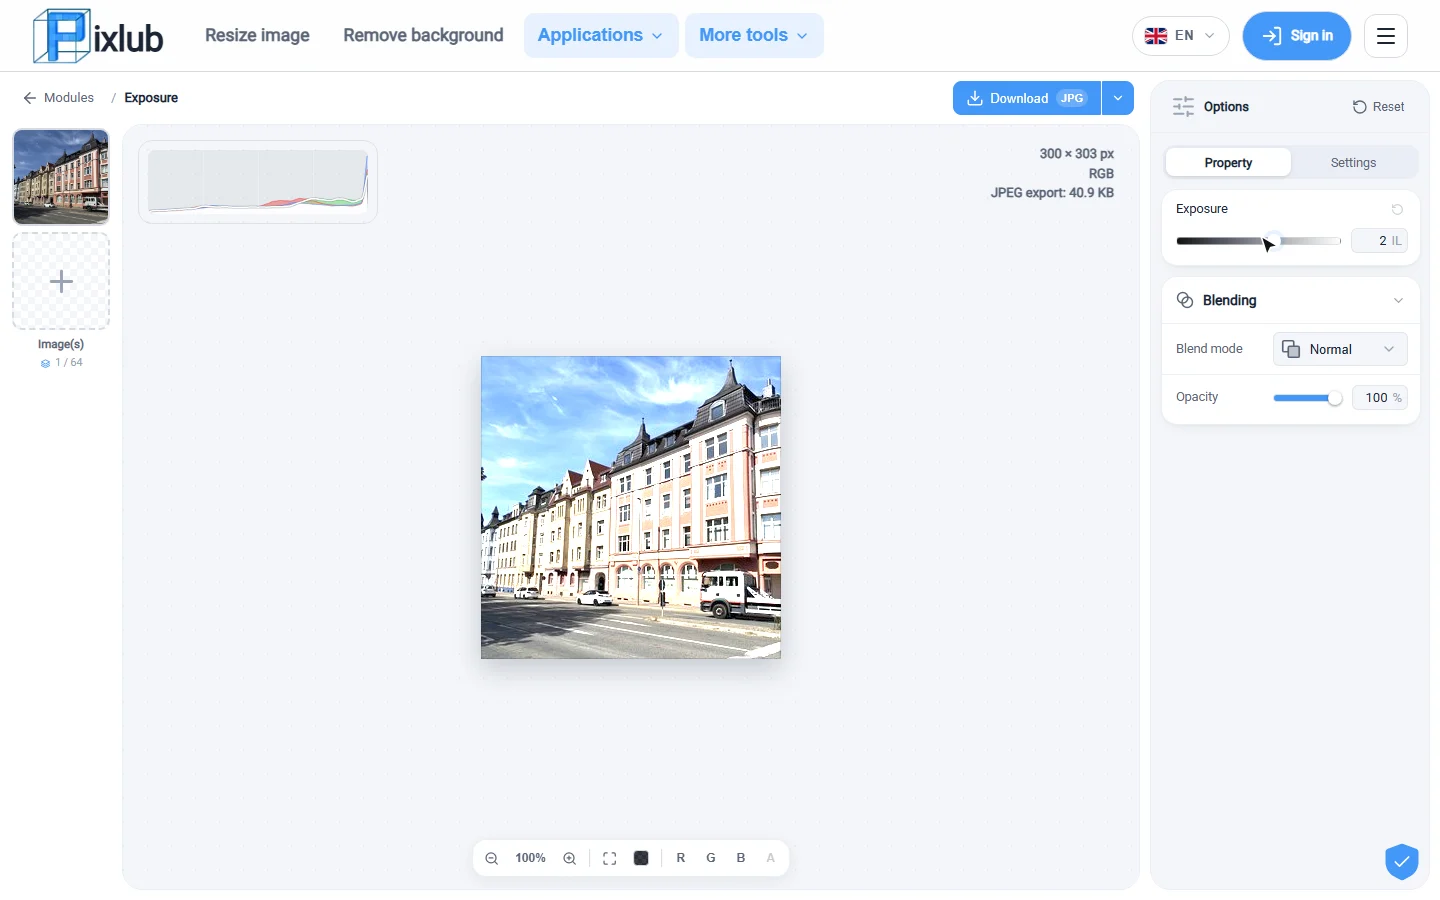 Pixlub
Resize image
Remove background
Applications
More tools
EN
Sign in
Modules / Exposure
Download JPG
Options
Reset
300 × 303 px
RGB
JPEG export: 40.9 KB
Property
Settings
Exposure
2 IL
Blending
Blend mode
Normal
Opacity
100 %
Image(s)
1 / 64
100%
R
G
B
A